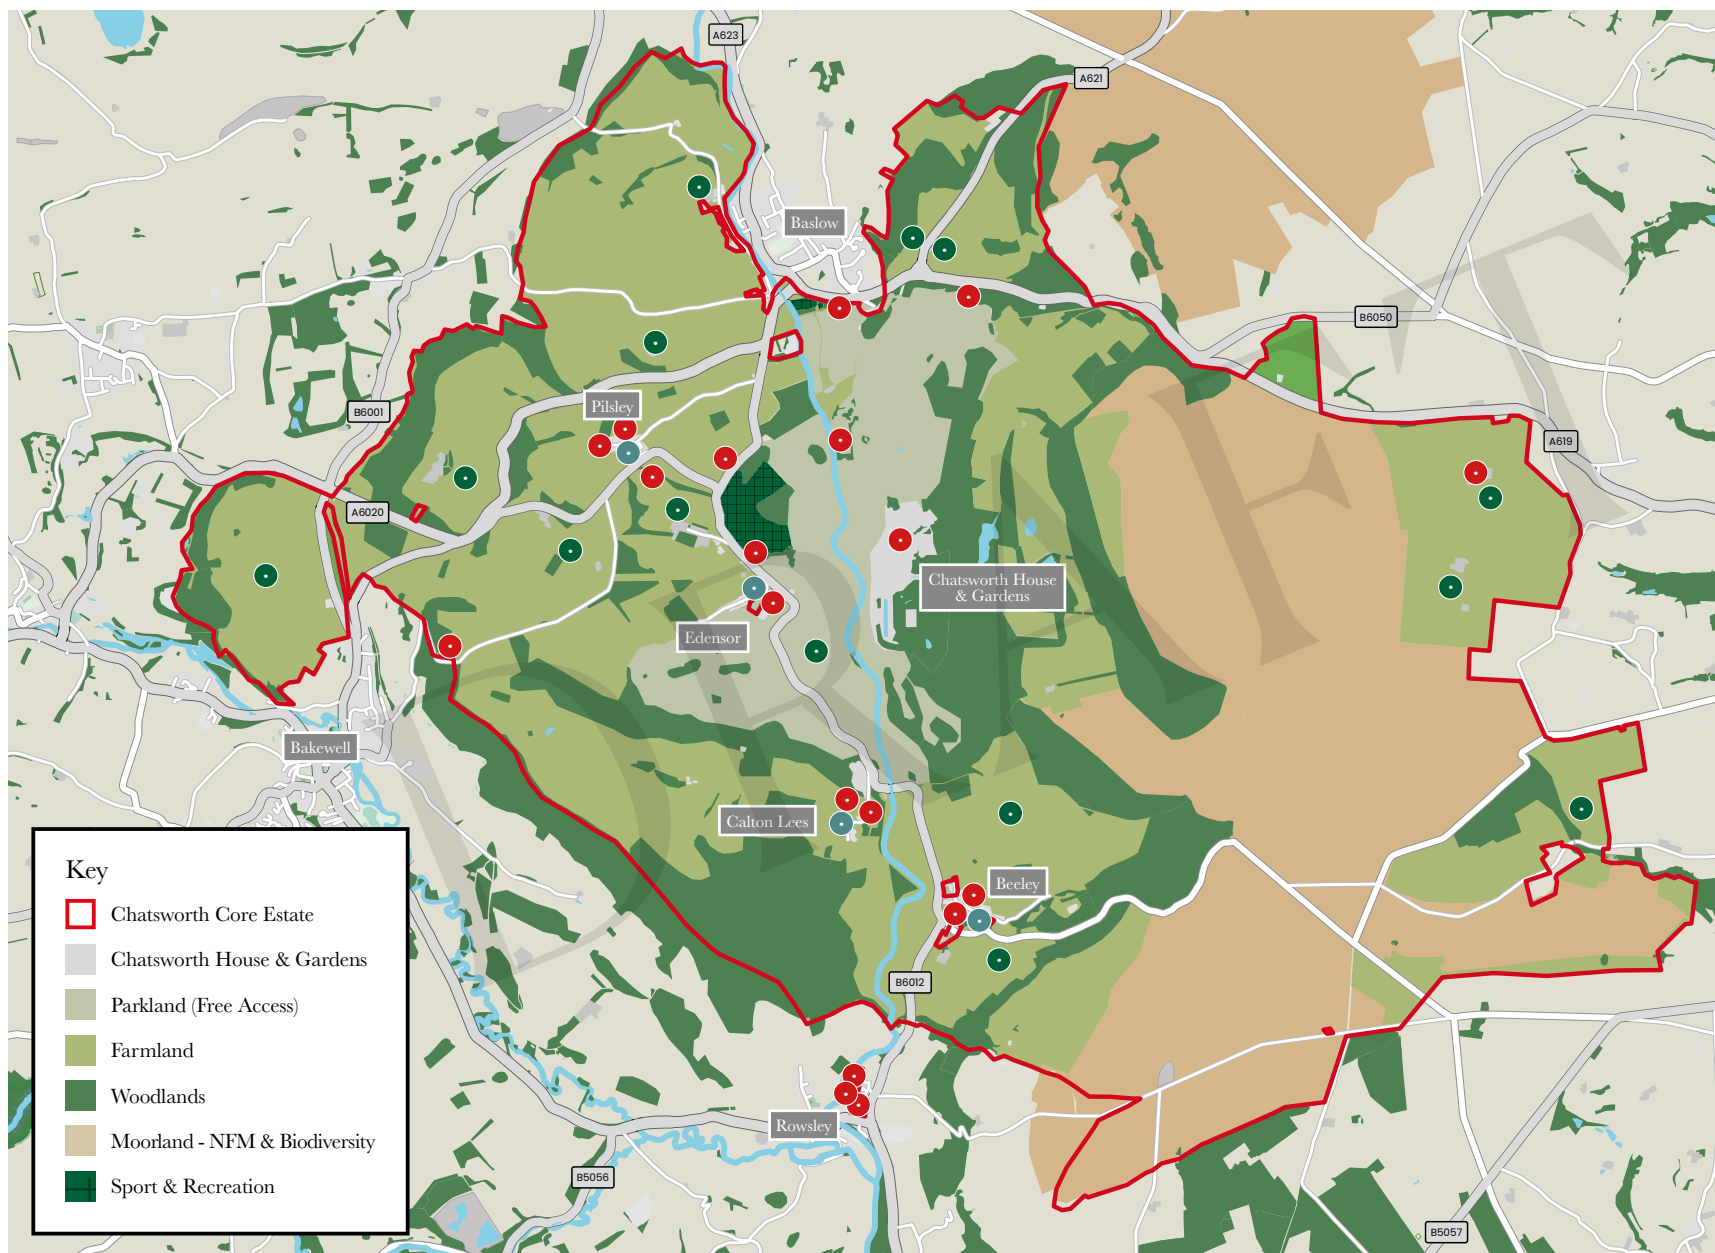 A623
A621
Baslow
B6050
B6001
Pilsley
A619
A6020
Chatsworth House
& Gardens
Edensor
Bakewell
Calton Lees
Beeley
B6012
Rowsley
B5056
B5057
DRAFT
Key
Chatsworth Core Estate
Chatsworth House & Gardens
Parkland (Free Access)
Farmland
Woodlands
Moorland - NFM & Biodiversity
Sport & Recreation